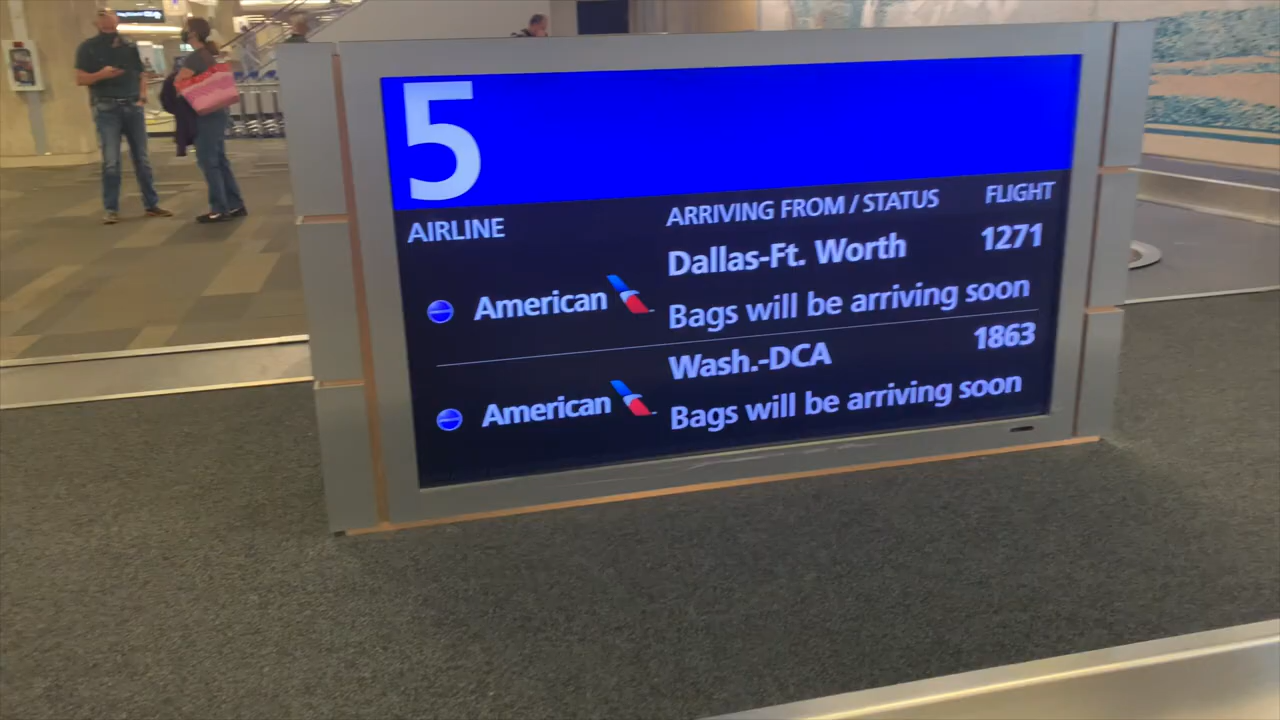 5
AIRLINE ARRIVING FROM / STATUS FLIGHT
Dallas-Ft. Worth 1271
American Bags will be arriving soon
Wash.-DCA 1863
American Bags will be arriving soon